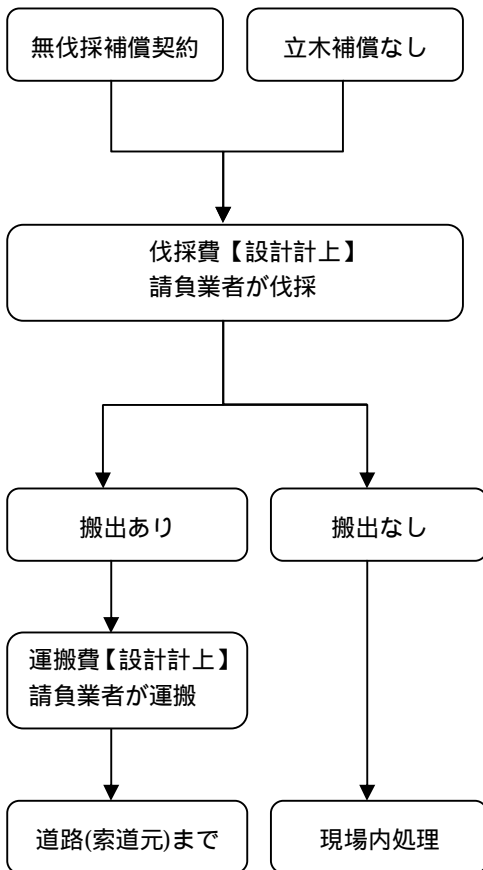 無伐採補償契約
立木補償なし
伐採費【設計計上】
請負業者が伐採
搬出あり
搬出なし
運搬費【設計計上】
請負業者が運搬
道路(索道元)まで
現場内処理